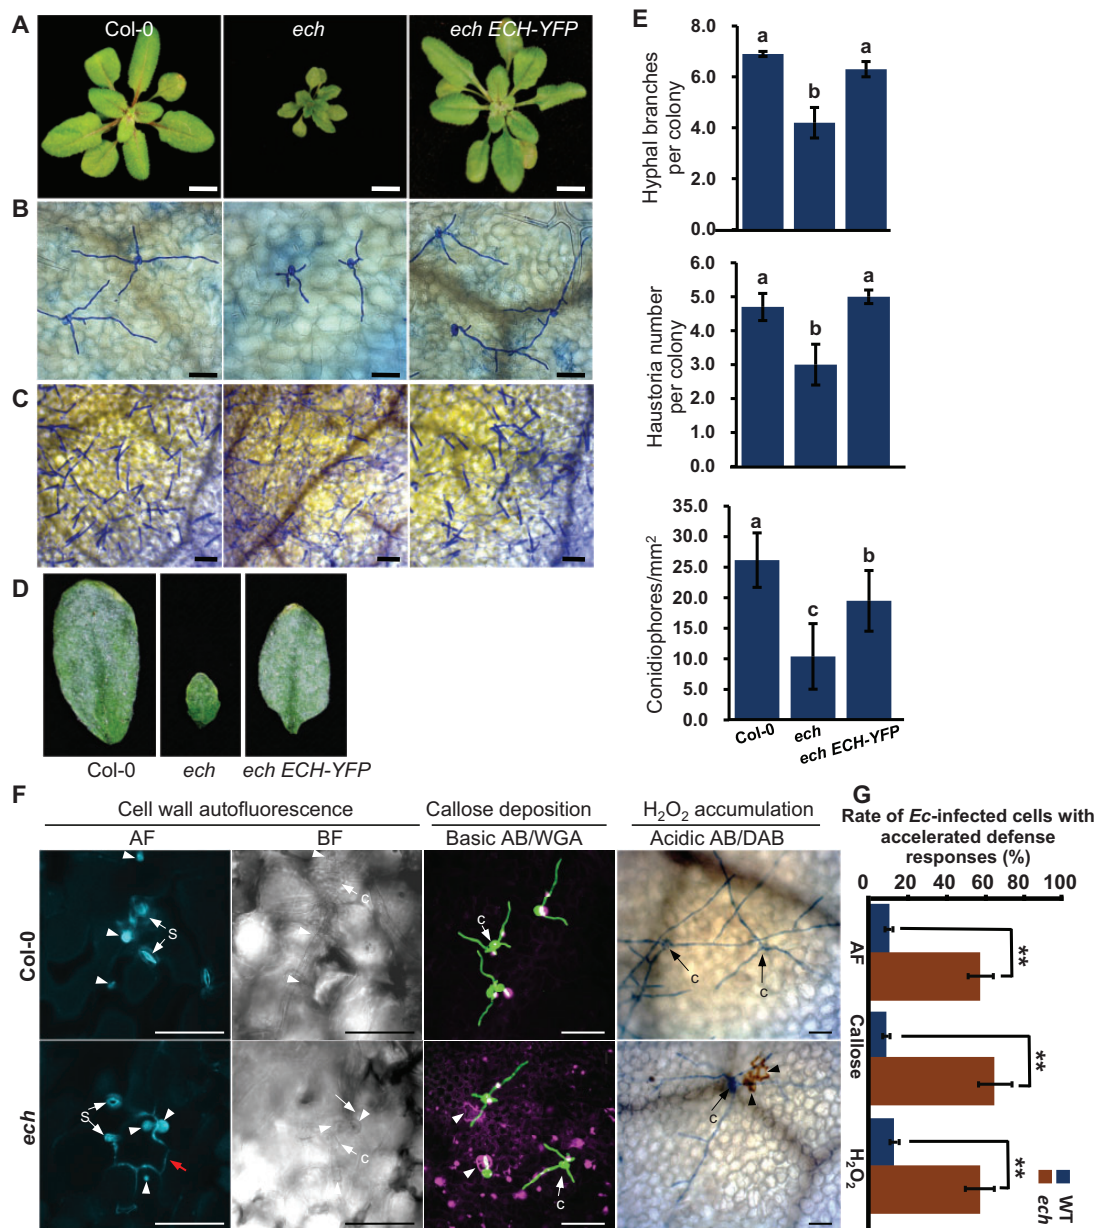 A
Col-0
ech
ech ECH-YFP
B
C
D
Col-0
ech
ech ECH-YFP
E
Hyphal branches
per colony
8.0
6.0
4.0
2.0
0.0
a
b
a
Haustoria number
per colony
6.0
5.0
4.0
3.0
2.0
1.0
0.0
a
b
a
Conidiophores/mm²
35.0
30.0
25.0
20.0
15.0
10.0
5.0
0.0
a
c
b
Col-0
ech
ech ECH-YFP
F
Cell wall autofluorescence
Callose deposition
H₂O₂ accumulation
AF
BF
Basic AB/WGA
Acidic AB/DAB
Col-0
S
c
c
c
c
ech
S
c
c
c
G
Rate of Ec-infected cells with
accelerated defense
responses (%)
0
20
40
60
80
100
AF
**
Callose
**
H₂O₂
**
WT
ech